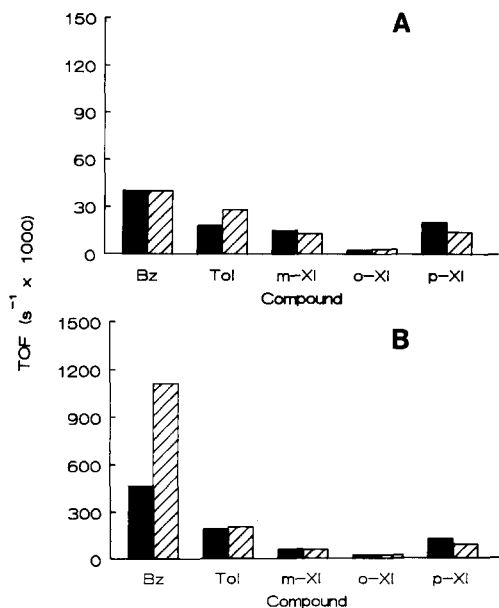 A
150
120
90
60
30
0
Bz Tol m-Xl o-Xl p-Xl
Compound
TOF (s⁻¹ × 1000)
B
1500
1200
900
600
300
0
Bz Tol m-Xl o-Xl p-Xl
Compound